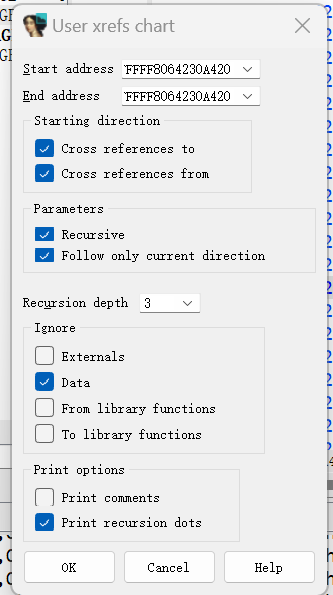 User xrefs chart
Start address FFFF8064230A420
End address FFFF8064230A420
Starting direction
Cross references to
Cross references from
Parameters
Recursive
Follow only current direction
Recursion depth 3
Ignore
Externals
Data
From library functions
To library functions
Print options
Print comments
Print recursion dots
OK Cancel Help